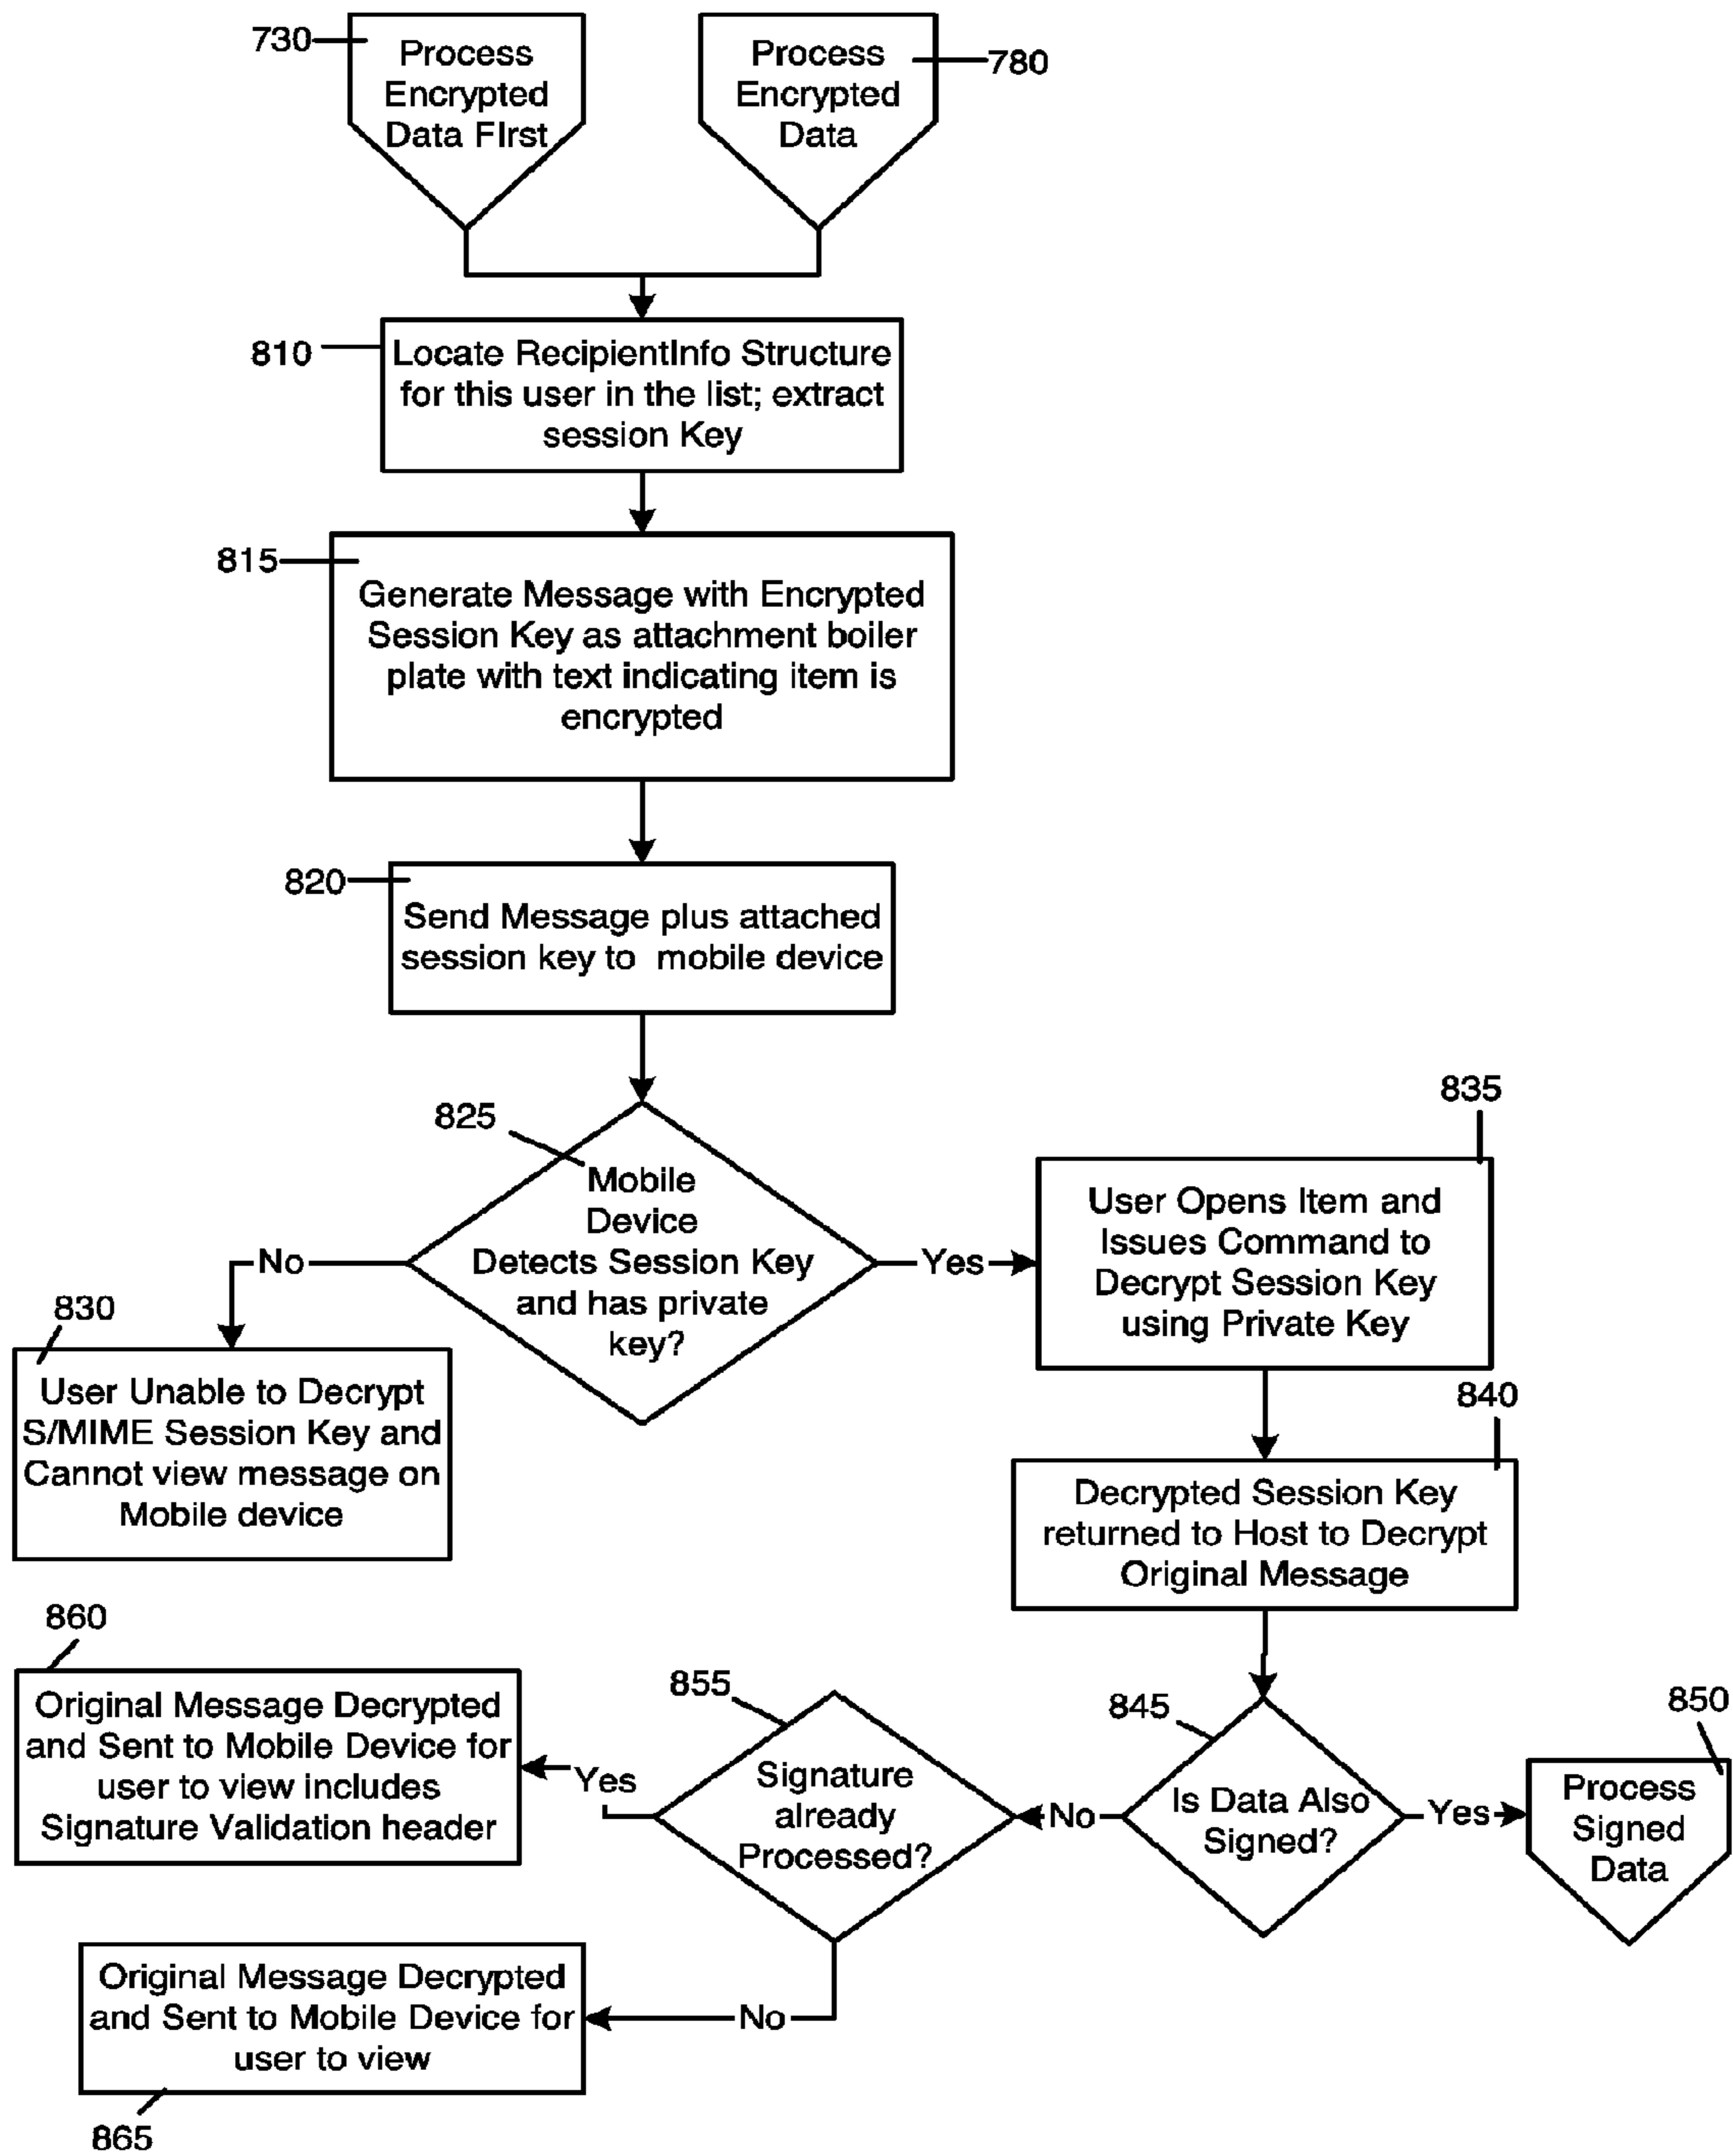 730
Process
Encrypted
Data FIrst
Process
Encrypted
Data
780
810
Locate RecipientInfo Structure
for this user in the list; extract
session Key
815
Generate Message with Encrypted
Session Key as attachment boiler
plate with text indicating item is
encrypted
820
Send Message plus attached
session key to mobile device
825
Mobile
Device
Detects Session Key
and has private
key?
No
Yes
830
User Unable to Decrypt
S/MIME Session Key and
Cannot view message on
Mobile device
835
User Opens Item and
Issues Command to
Decrypt Session Key
using Private Key
840
Decrypted Session Key
returned to Host to Decrypt
Original Message
845
Is Data Also
Signed?
Yes
850
Process
Signed
Data
No
855
Signature
already
Processed?
Yes
860
Original Message Decrypted
and Sent to Mobile Device for
user to view includes
Signature Validation header
No
Original Message Decrypted
and Sent to Mobile Device for
user to view
865